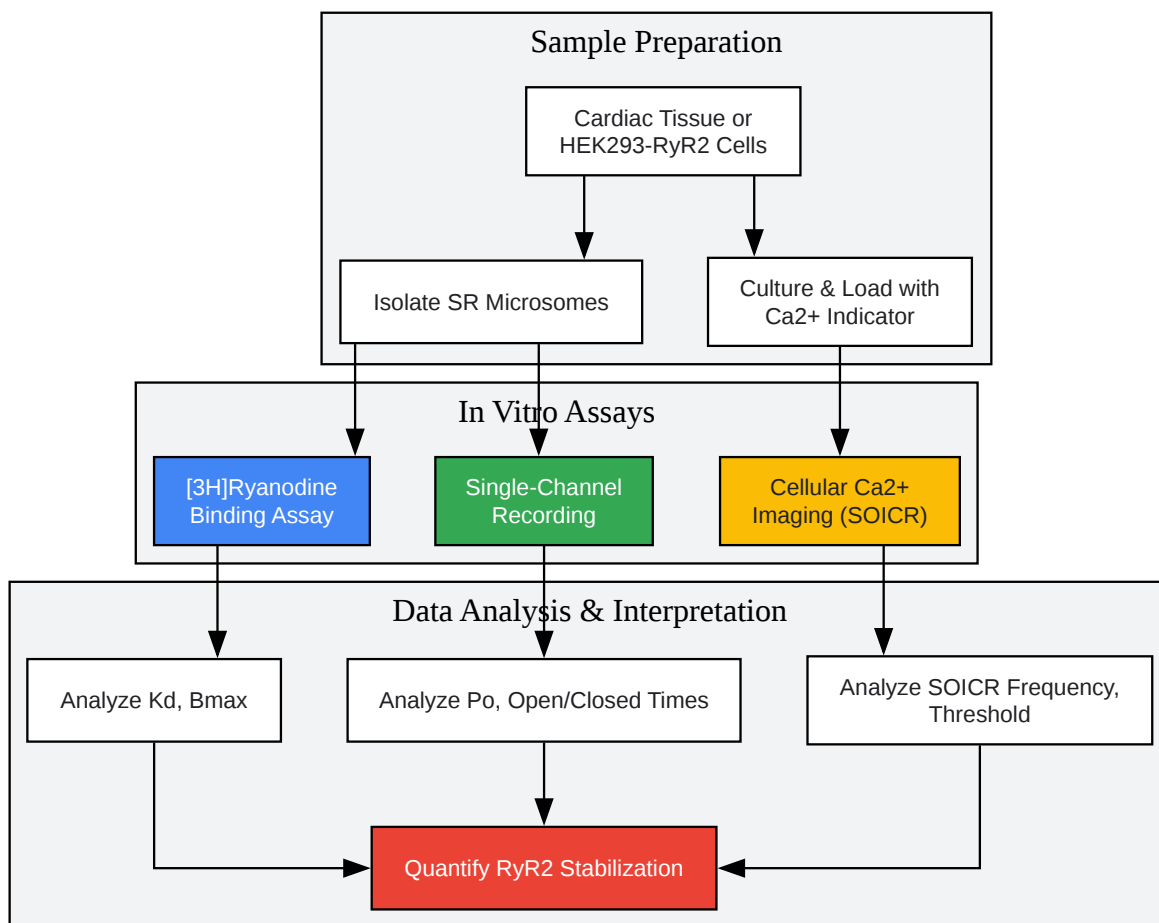 Sample Preparation
Cardiac Tissue or
HEK293-RyR2 Cells
Isolate SR Microsomes
Culture & Load with
Ca2+ Indicator
In Vitro Assays
[3H]Ryanodine
Binding Assay
Single-Channel
Recording
Cellular Ca2+
Imaging (SOICR)
Data Analysis & Interpretation
Analyze Kd, Bmax
Analyze Po, Open/Closed Times
Analyze SOICR Frequency,
Threshold
Quantify RyR2 Stabilization